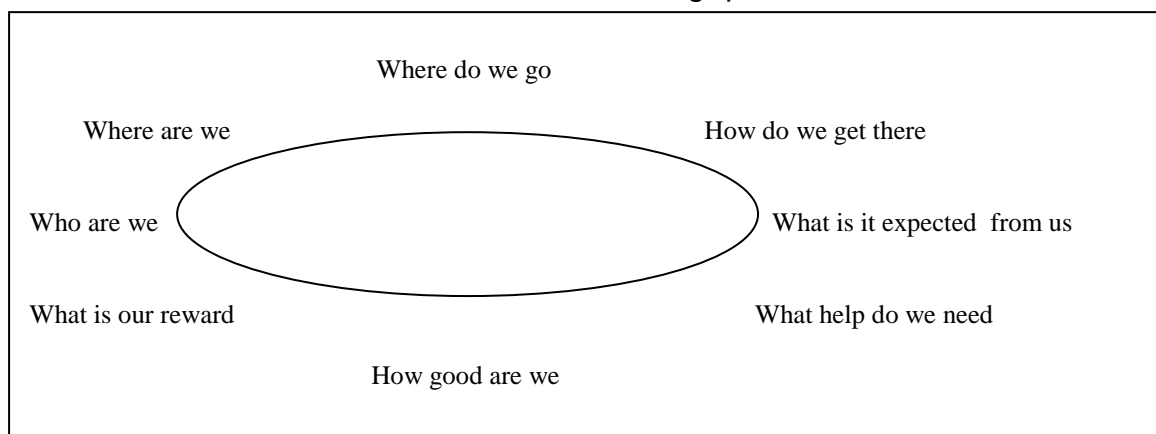 Where do we go
Where are we
How do we get there
Who are we
What is it expected from us
What is our reward
What help do we need
How good are we